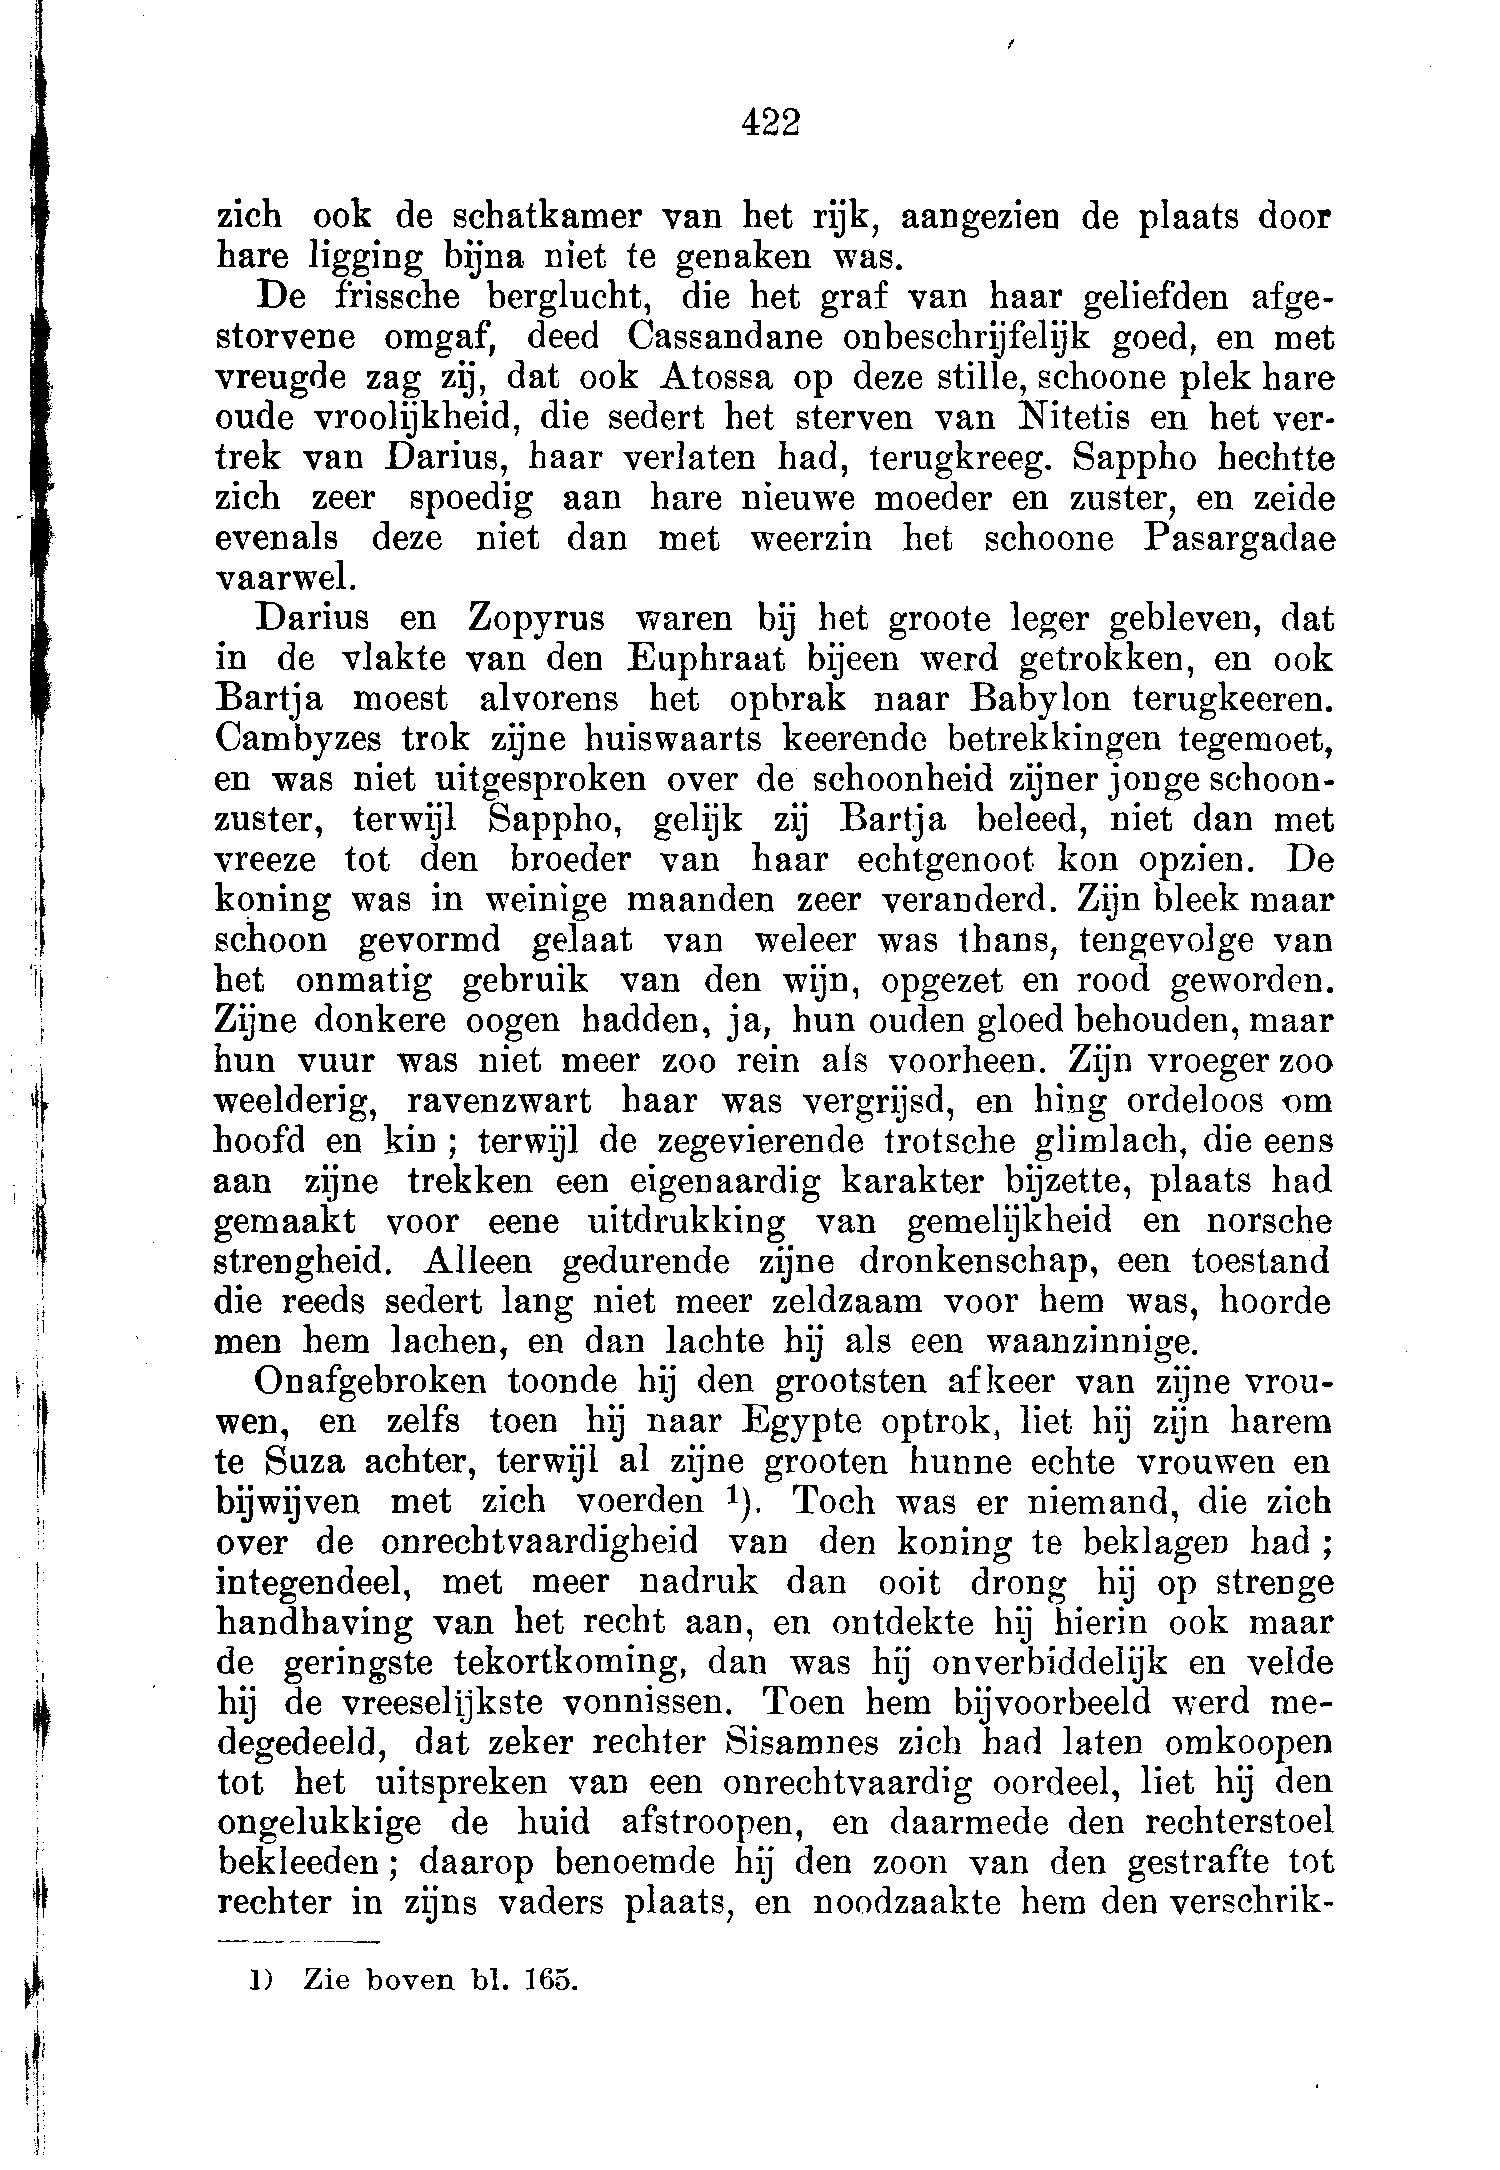 422
zich ook de schatkamer van het rijk, aangezien de plaats door
hare ligging bijna niet te genaken was.
De frissche berglucht, die het graf van haar geliefden afge-
storvene omgaf, deed Cassandane onbeschrijfelijk goed, en met
vreugde zag zij, dat ook Atossa op deze stille, schoone plek hare
oude vroolijkheid, die sedert het sterven van Nitetis en het ver-
trek van Darius, haar verlaten had, terugkreeg. Sappho hechtte
zich zeer spoedig aan hare nieuwe moeder en zuster, en zeide
evenals deze niet dan met weerzin het schoone Pasargadae
vaarwel.
Darius en Zopyrus waren bij het groote leger gebleven, dat
in de vlakte van den Euphraat bijeen werd getrokken, en ook
Bartja moest alvorens het opbrak naar Babylon terugkeeren.
Cambyzes trok zijne huiswaarts keerende betrekkingen tegemoet,
en was niet uitgesproken over de schoonheid zijner jonge schoon-
zuster, terwijl Sappho, gelijk zij Bartja beleed, niet dan met
vreeze tot den broeder van haar echtgenoot kon opzien. De
koning was in weinige maanden zeer veranderd. Zijn bleek maar
schoon gevormd gelaat van weleer was thans, tengevolge van
het onmatig gebruik van den wijn, opgezet en rood geworden.
Zijne donkere oogen hadden, ja, hun ouden gloed behouden, maar
hun vuur was niet meer zoo rein als voorheen. Zijn vroeger zoo
weelderig, ravenzwart haar was vergrijsd, en hing ordeloos om
hoofd en kin ; terwijl de zegevierende trotsche glimlach, die eens
aan zijne trekken een eigenaardig karakter bijzette, plaats had
gemaakt voor eene uitdrukking van gemelijkheid en norsche
strengheid. Alleen gedurende zijne dronkenschap, een toestand
die reeds sedert lang niet meer zeldzaam voor hem was, hoorde
men hem lachen, en dan lachte hij als een waanzinnige.
Onafgebroken toonde hij den grootsten afkeer van zijne vrou-
wen, en zelfs toen hij naar Egypte optrok, liet hij zijn harem
te Suza achter, terwijl al zijne grooten hunne echte vrouwen en
bijwijven met zich voerden ¹). Toch was er niemand, die zich
over de onrechtvaardigheid van den koning te beklagen had ;
integendeel, met meer nadruk dan ooit drong hij op strenge
handhaving van het recht aan, en ontdekte hij hierin ook maar
de geringste tekortkoming, dan was hij onverbiddelijk en velde
hij de vreeselijkste vonnissen. Toen hem bijvoorbeeld werd me-
degedeeld, dat zeker rechter Sisamnes zich had laten omkoopen
tot het uitspreken van een onrechtvaardig oordeel, liet hij den
ongelukkige de huid afstroopen, en daarmede den rechterstoel
bekleeden ; daarop benoemde hij den zoon van den gestrafte tot
rechter in zijns vaders plaats, en noodzaakte hem den verschrik-
1) Zie boven bl. 165.